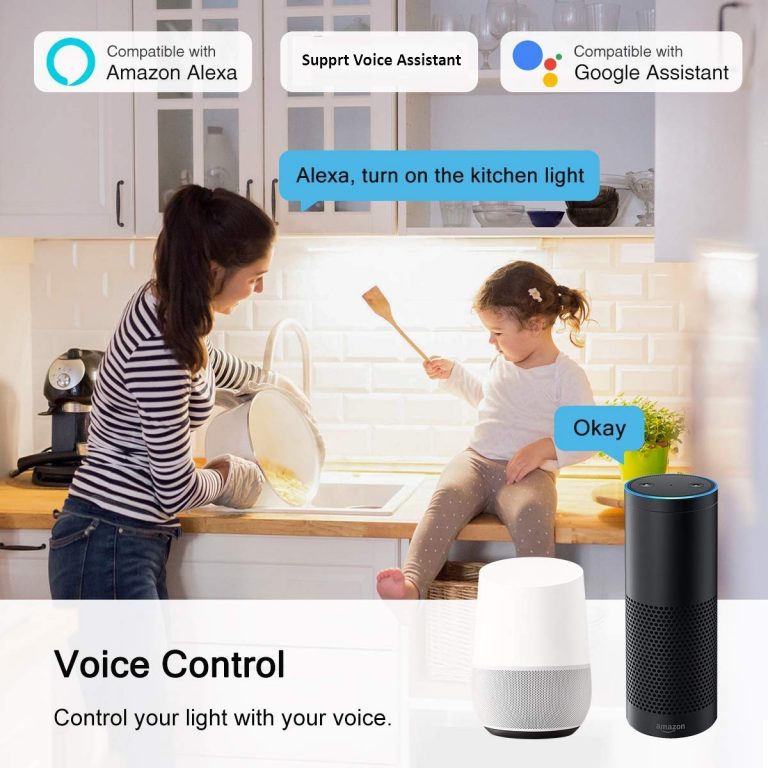 Compatible with
Amazon Alexa
Supprt Voice Assistant
Compatible with
Google Assistant
Alexa, turn on the kitchen light
Okay
Voice Control
Control your light with your voice.
amazon